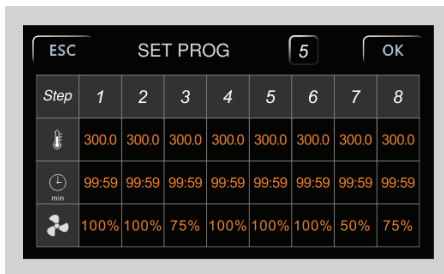 ESC SET PROG 5 OK
Step 1 2 3 4 5 6 7 8
300.0 300.0 300.0 300.0 300.0 300.0 300.0 300.0
99:59 99:59 99:59 99:59 99:59 99:59 99:59 99:59
min
100% 100% 75% 100% 100% 100% 50% 75%